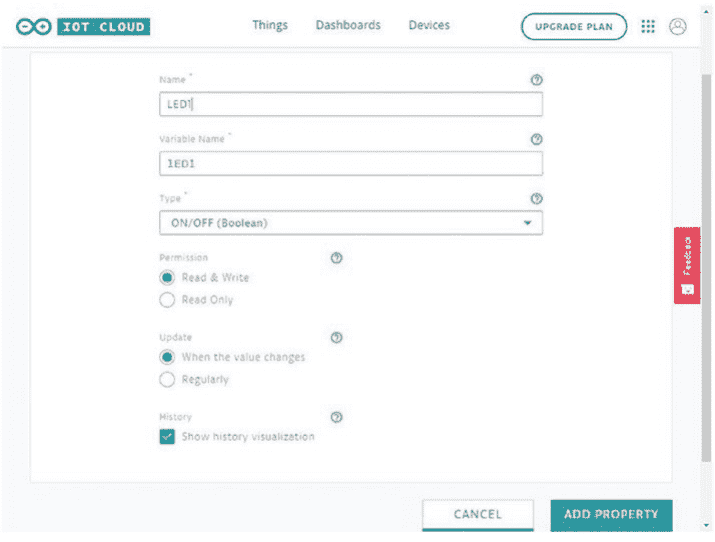 IOT CLOUD
Things
Dashboards
Devices
UPGRADE PLAN
Name *
LED1
Variable Name *
lED1
Type *
ON/OFF (Boolean)
Permission
Read & Write
Read Only
Update
When the value changes
Regularly
History
Show history visualization
Feedback
CANCEL
ADD PROPERTY